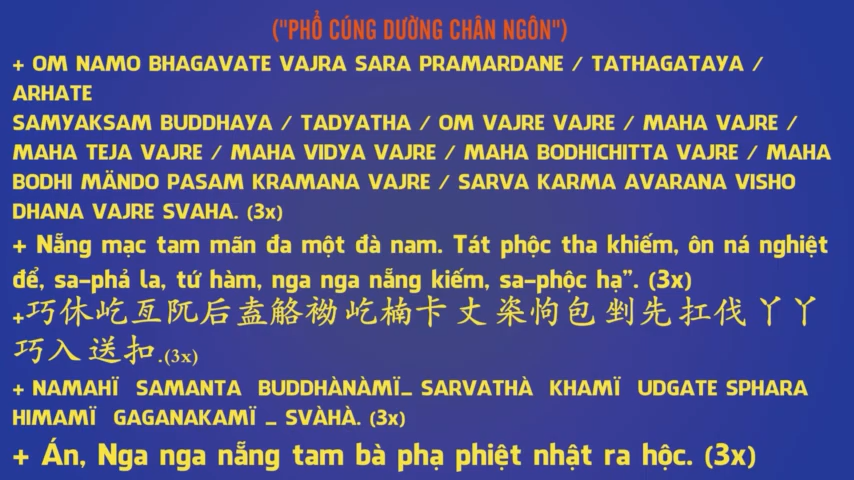 ("PHỔ CÚNG DƯỜNG CHÂN NGÔN")
+ OM NAMO BHAGAVATE VAJRA SARA PRAMARDANE / TATHAGATAYA /
ARHATE
SAMYAKSAM BUDDHAYA / TADYATHA / OM VAJRE VAJRE / MAHA VAJRE /
MAHA TEJA VAJRE / MAHA VIDYA VAJRE / MAHA BODHICHITTA VAJRE / MAHA
BODHI MÄNDO PASAM KRAMANA VAJRE / SARVA KARMA AVARANA VISHO
DHANA VAJRE SVAHA. (3x)
+ Nẵng mạc tam mãn đa một đà nam. Tát phộc tha khiếm, ôn ná nghiệt
để, sa-phả la, tứ hàm, nga nga nẵng kiếm, sa-phộc hạ”. (3x)
+巧休屹亙阢后盍觡袎屹楠卡丈桼怐包剉先扛伐丫丫
巧入送扣.(3x)
+ NAMAHÏ SAMANTA BUDDHÀNÀMÏ_ SARVATHÀ KHAMÏ UDGATE SPHARA
HIMAMÏ GAGANAKAMÏ _ SVÀHÀ. (3x)
+ Án, Nga nga nẵng tam bà phạ phiệt nhật ra hộc. (3x)